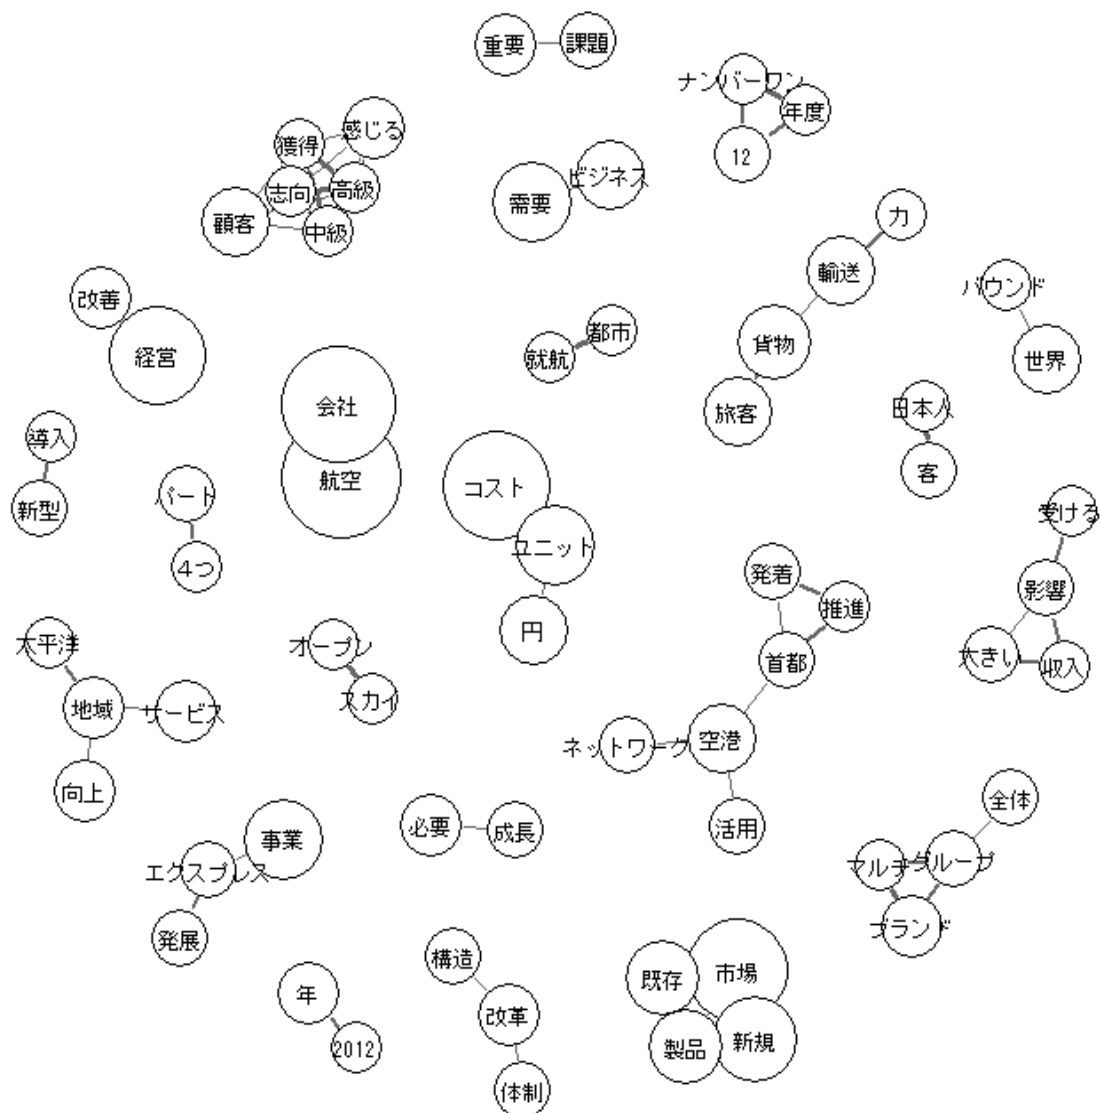 重要
課題
ナンバーワン
年度
12
感じる
獲得
志向
高級
顧客
中級
ビジネス
需要
力
輸送
貨物
旅客
バウンド
世界
改善
経営
都市
就航
会社
航空
日本人
客
導入
新型
パート
4つ
コスト
ユニット
円
受ける
影響
大きい
収入
発着
推進
首都
空港
ネットワーク
活用
太平洋
地域
サービス
向上
オープン
スカイ
全体
グループ
マルチ
ブランド
必要
成長
事業
エクスプレス
発展
構造
改革
体制
年
2012
既存
市場
製品
新規